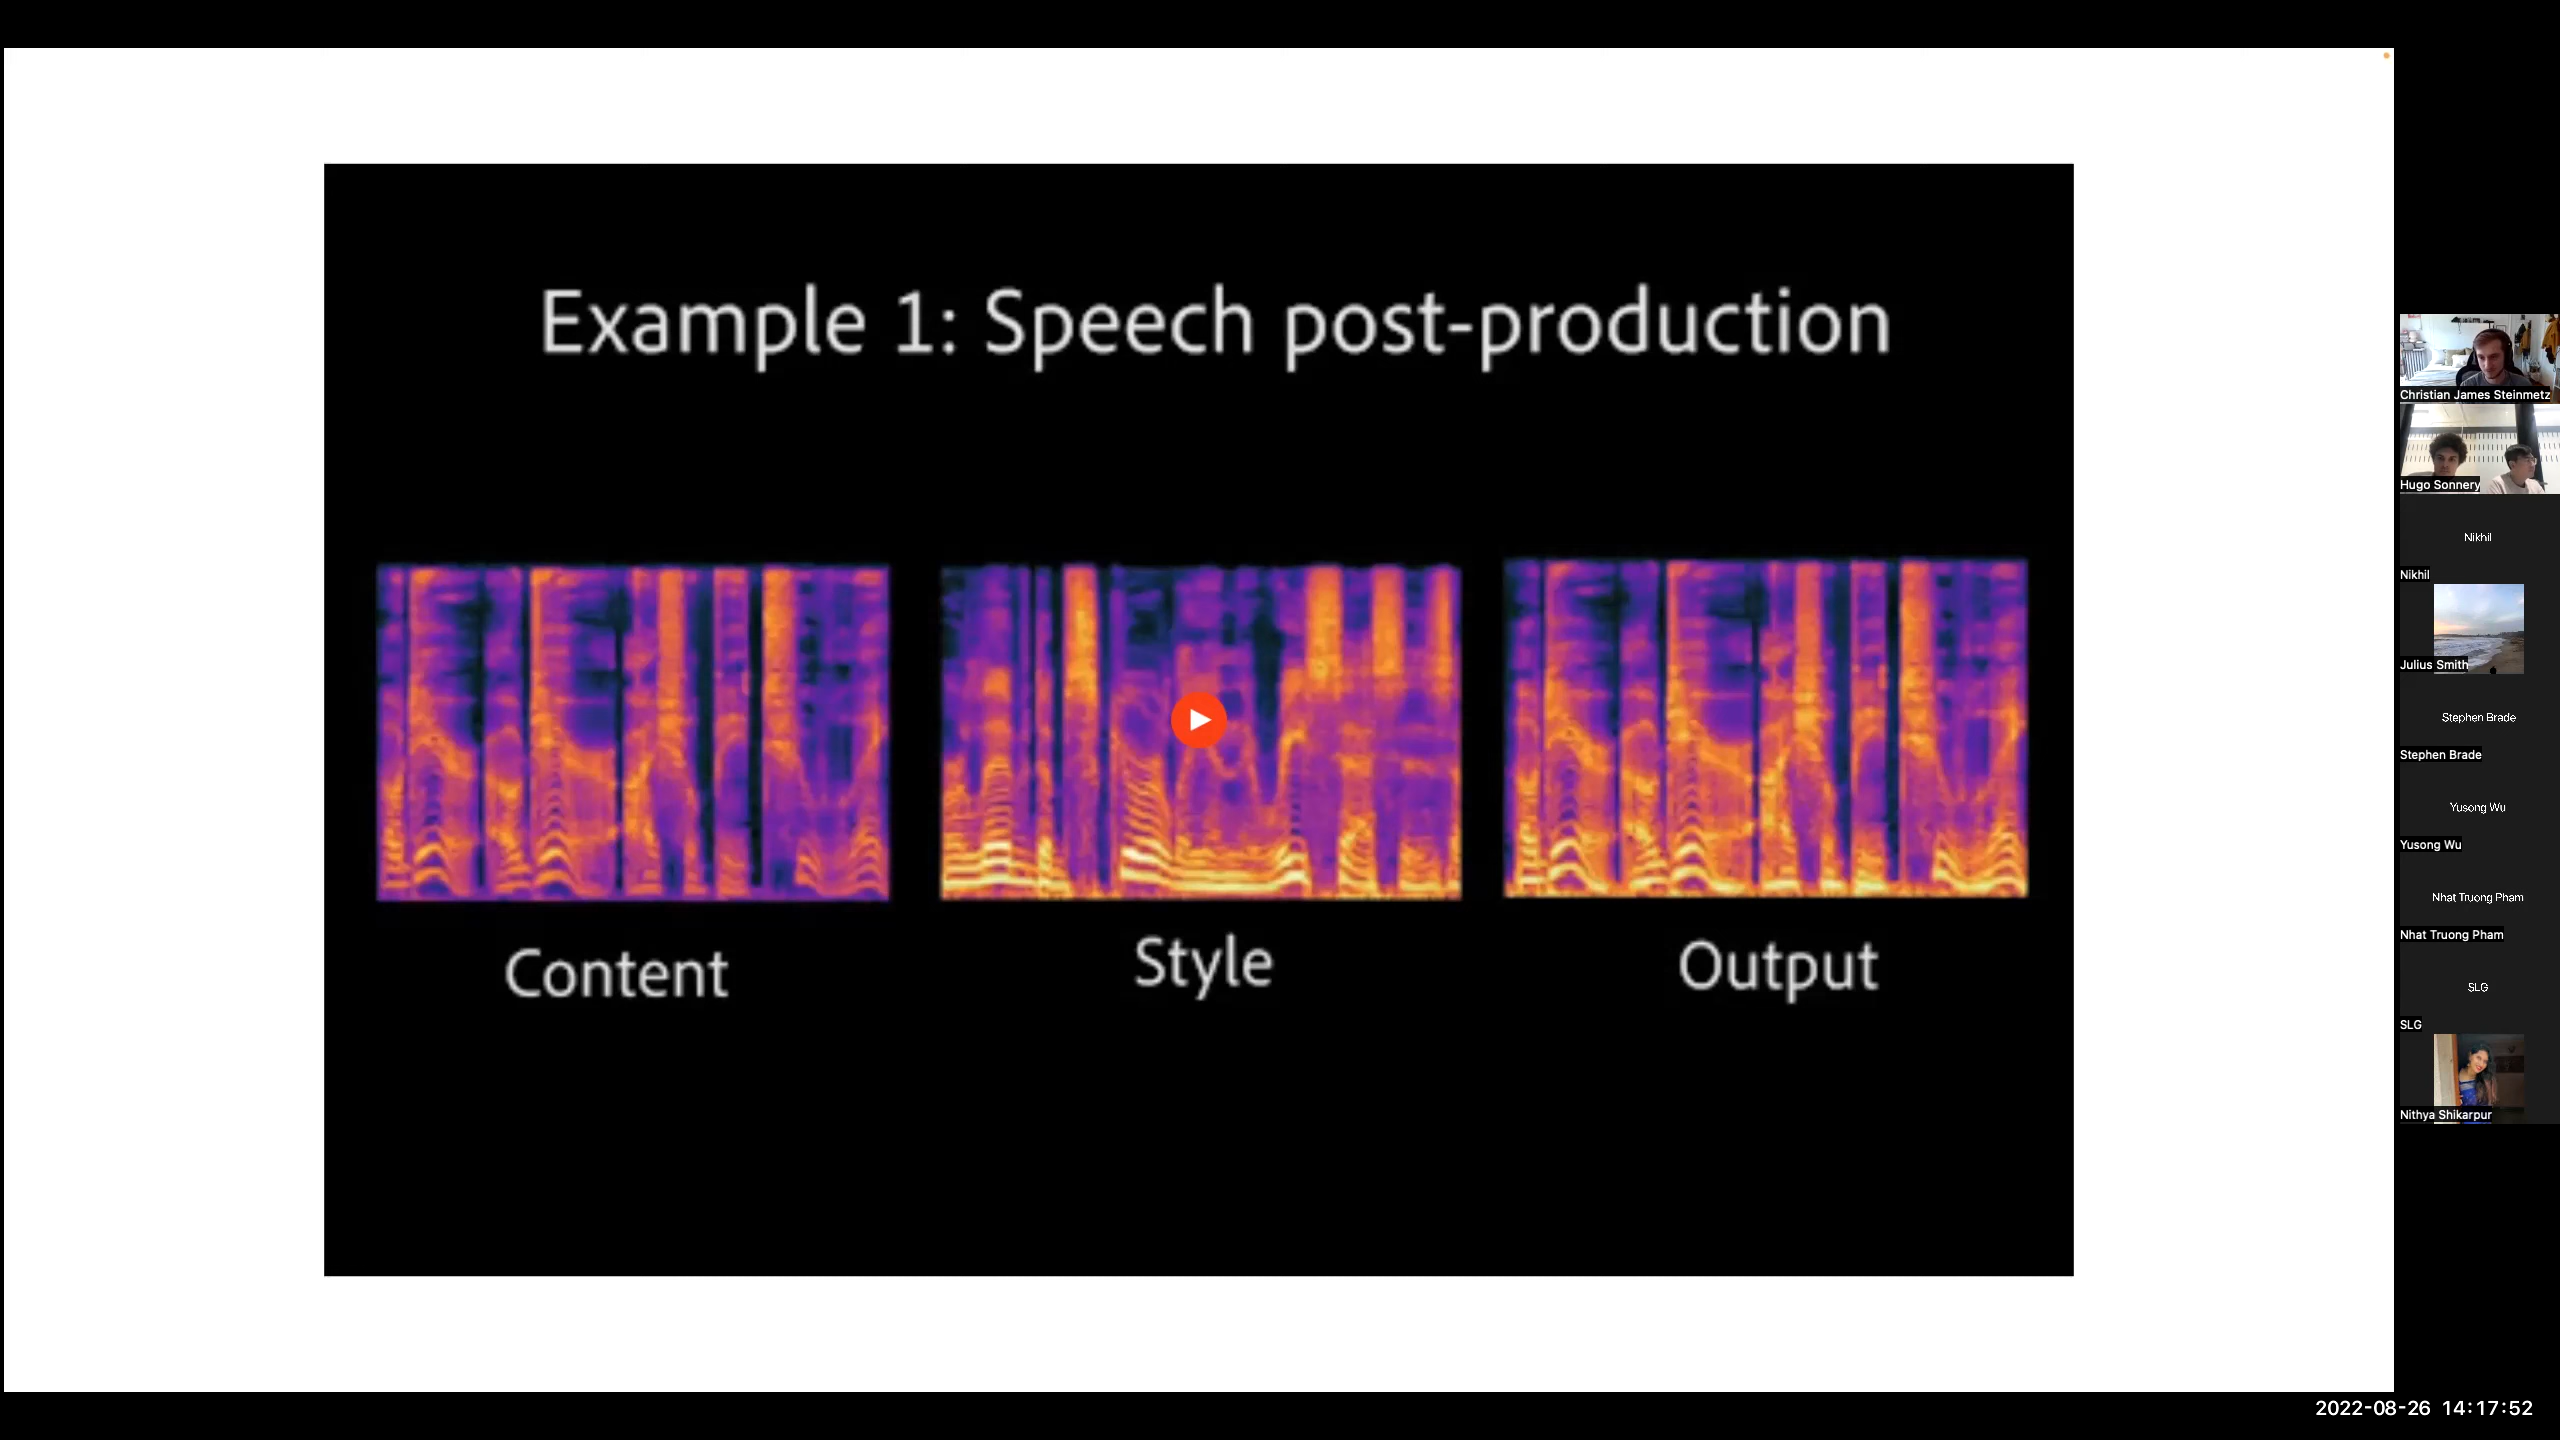 Example 1: Speech post-production
Content
Style
Output
Christian James Steinmetz
Hugo Sonnery
Nikhil
Nikhil
Julius Smith
Stephen Brade
Stephen Brade
Yusong Wu
Yusong Wu
Nhat Truong Pham
Nhat Truong Pham
SLG
SLG
Nithya Shikarpur
2022-08-26 14:17:52